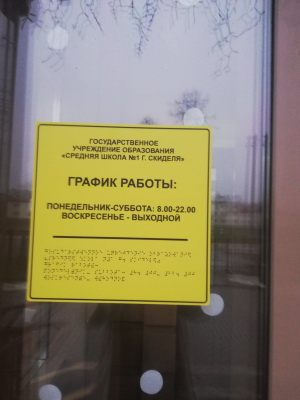 ГОСУДАРСТВЕННОЕ
УЧРЕЖДЕНИЕ ОБРАЗОВАНИЯ
«СРЕДНЯЯ ШКОЛА №1 Г. СКИДЕЛЯ»
ГРАФИК РАБОТЫ:
ПОНЕДЕЛЬНИК-СУББОТА: 8.00-22.00
ВОСКРЕСЕНЬЕ - ВЫХОДНОЙ